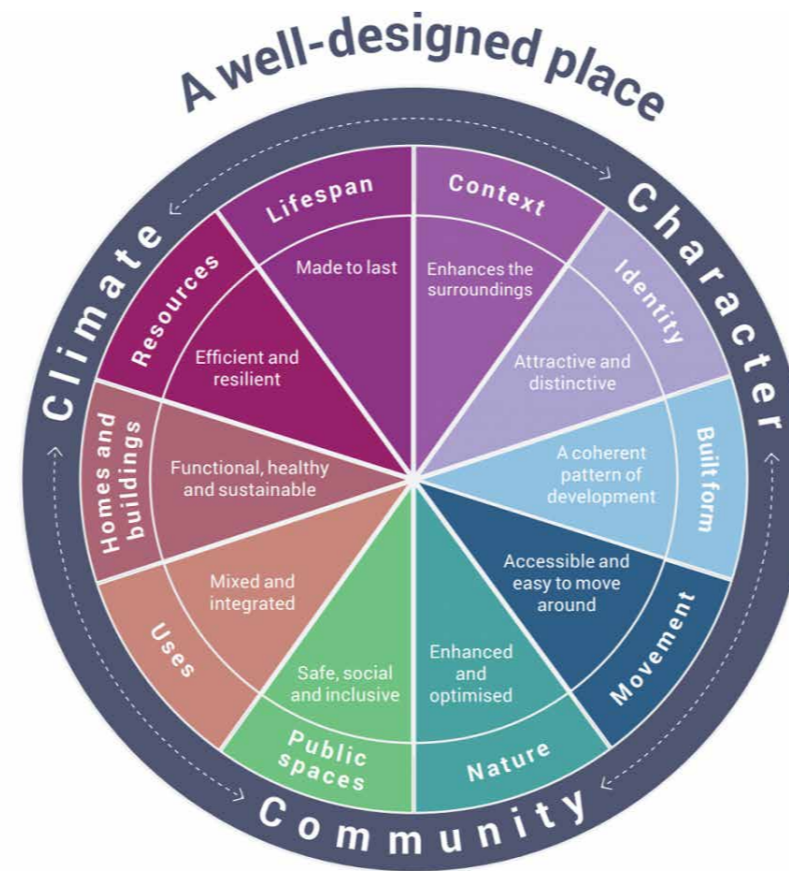 A well-designed place
Climate
Character
Community
Context
Enhances the
surroundings
Identity
Attractive and
distinctive
Built form
A coherent
pattern of
development
Movement
Accessible and
easy to move
around
Nature
Enhanced
and
optimised
Public
spaces
Safe, social
and inclusive
Uses
Mixed and
integrated
Homes and
buildings
Functional, healthy
and sustainable
Resources
Efficient and
resilient
Lifespan
Made to last